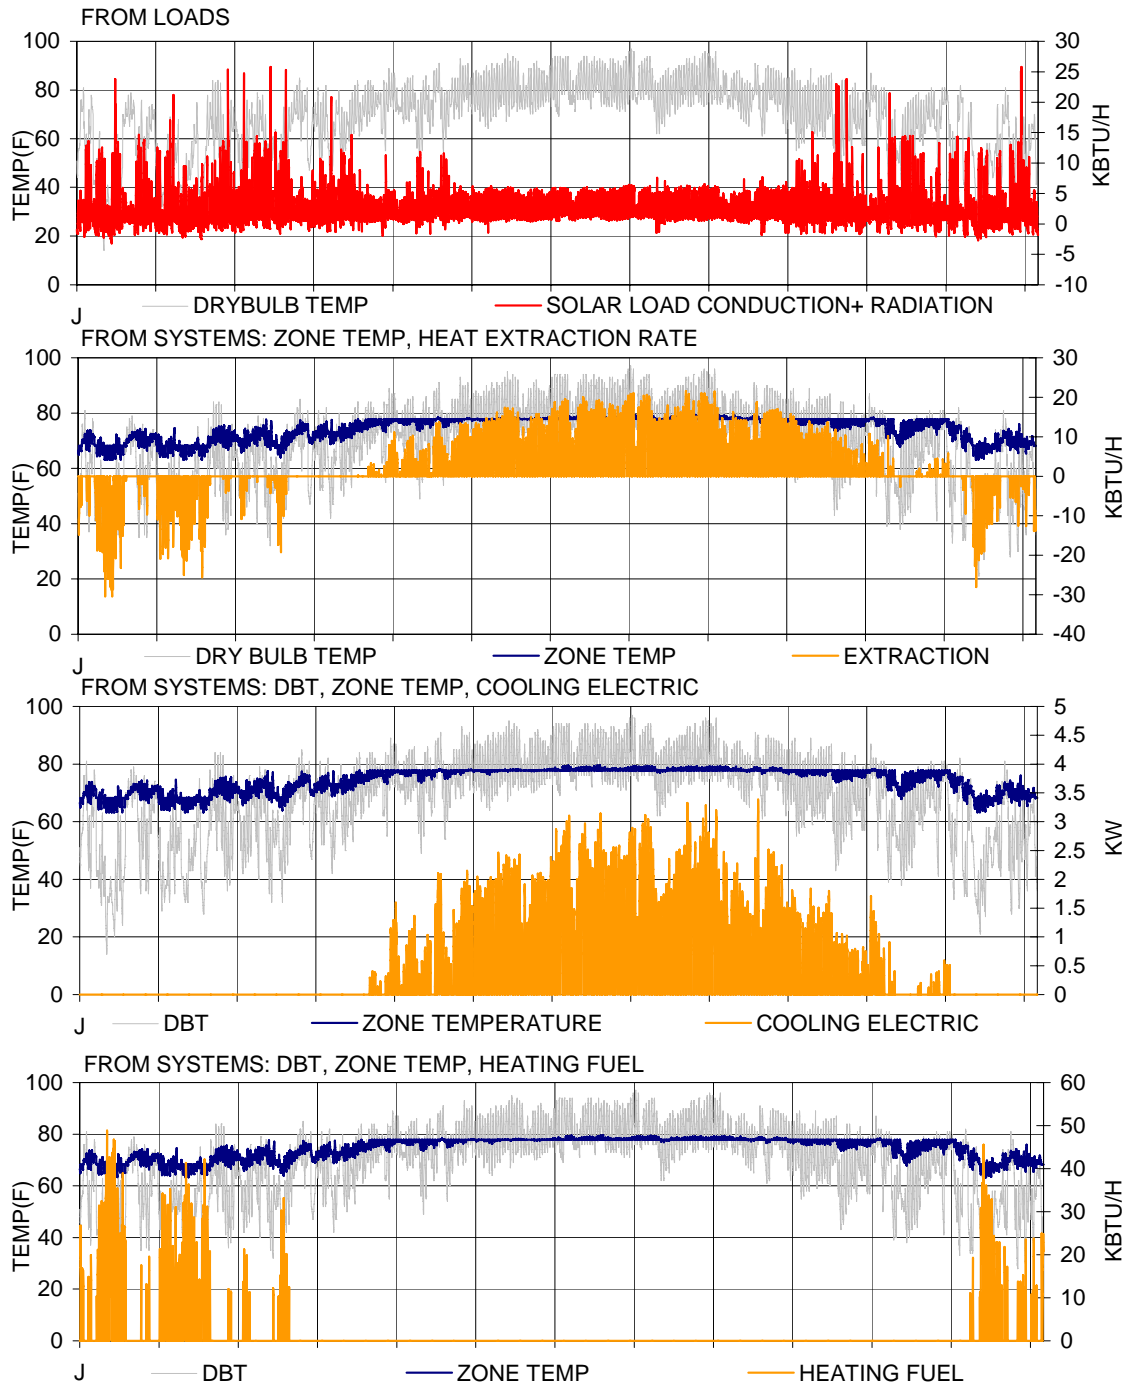 FROM LOADS
100
80
60
40
20
0
TEMP(F)
30
25
20
15
10
5
0
-5
-10
KBTU/H
J
DRYBULB TEMP
SOLAR LOAD CONDUCTION+ RADIATION
FROM SYSTEMS: ZONE TEMP, HEAT EXTRACTION RATE
100
80
60
40
20
0
TEMP(F)
30
20
10
0
-10
-20
-30
-40
KBTU/H
J
DRY BULB TEMP
ZONE TEMP
EXTRACTION
FROM SYSTEMS: DBT, ZONE TEMP, COOLING ELECTRIC
100
80
60
40
20
0
TEMP(F)
5
4.5
4
3.5
3
2.5
2
1.5
1
0.5
0
KW
J
DBT
ZONE TEMPERATURE
COOLING ELECTRIC
FROM SYSTEMS: DBT, ZONE TEMP, HEATING FUEL
100
80
60
40
20
0
TEMP(F)
60
50
40
30
20
10
0
KBTU/H
J
DBT
ZONE TEMP
HEATING FUEL